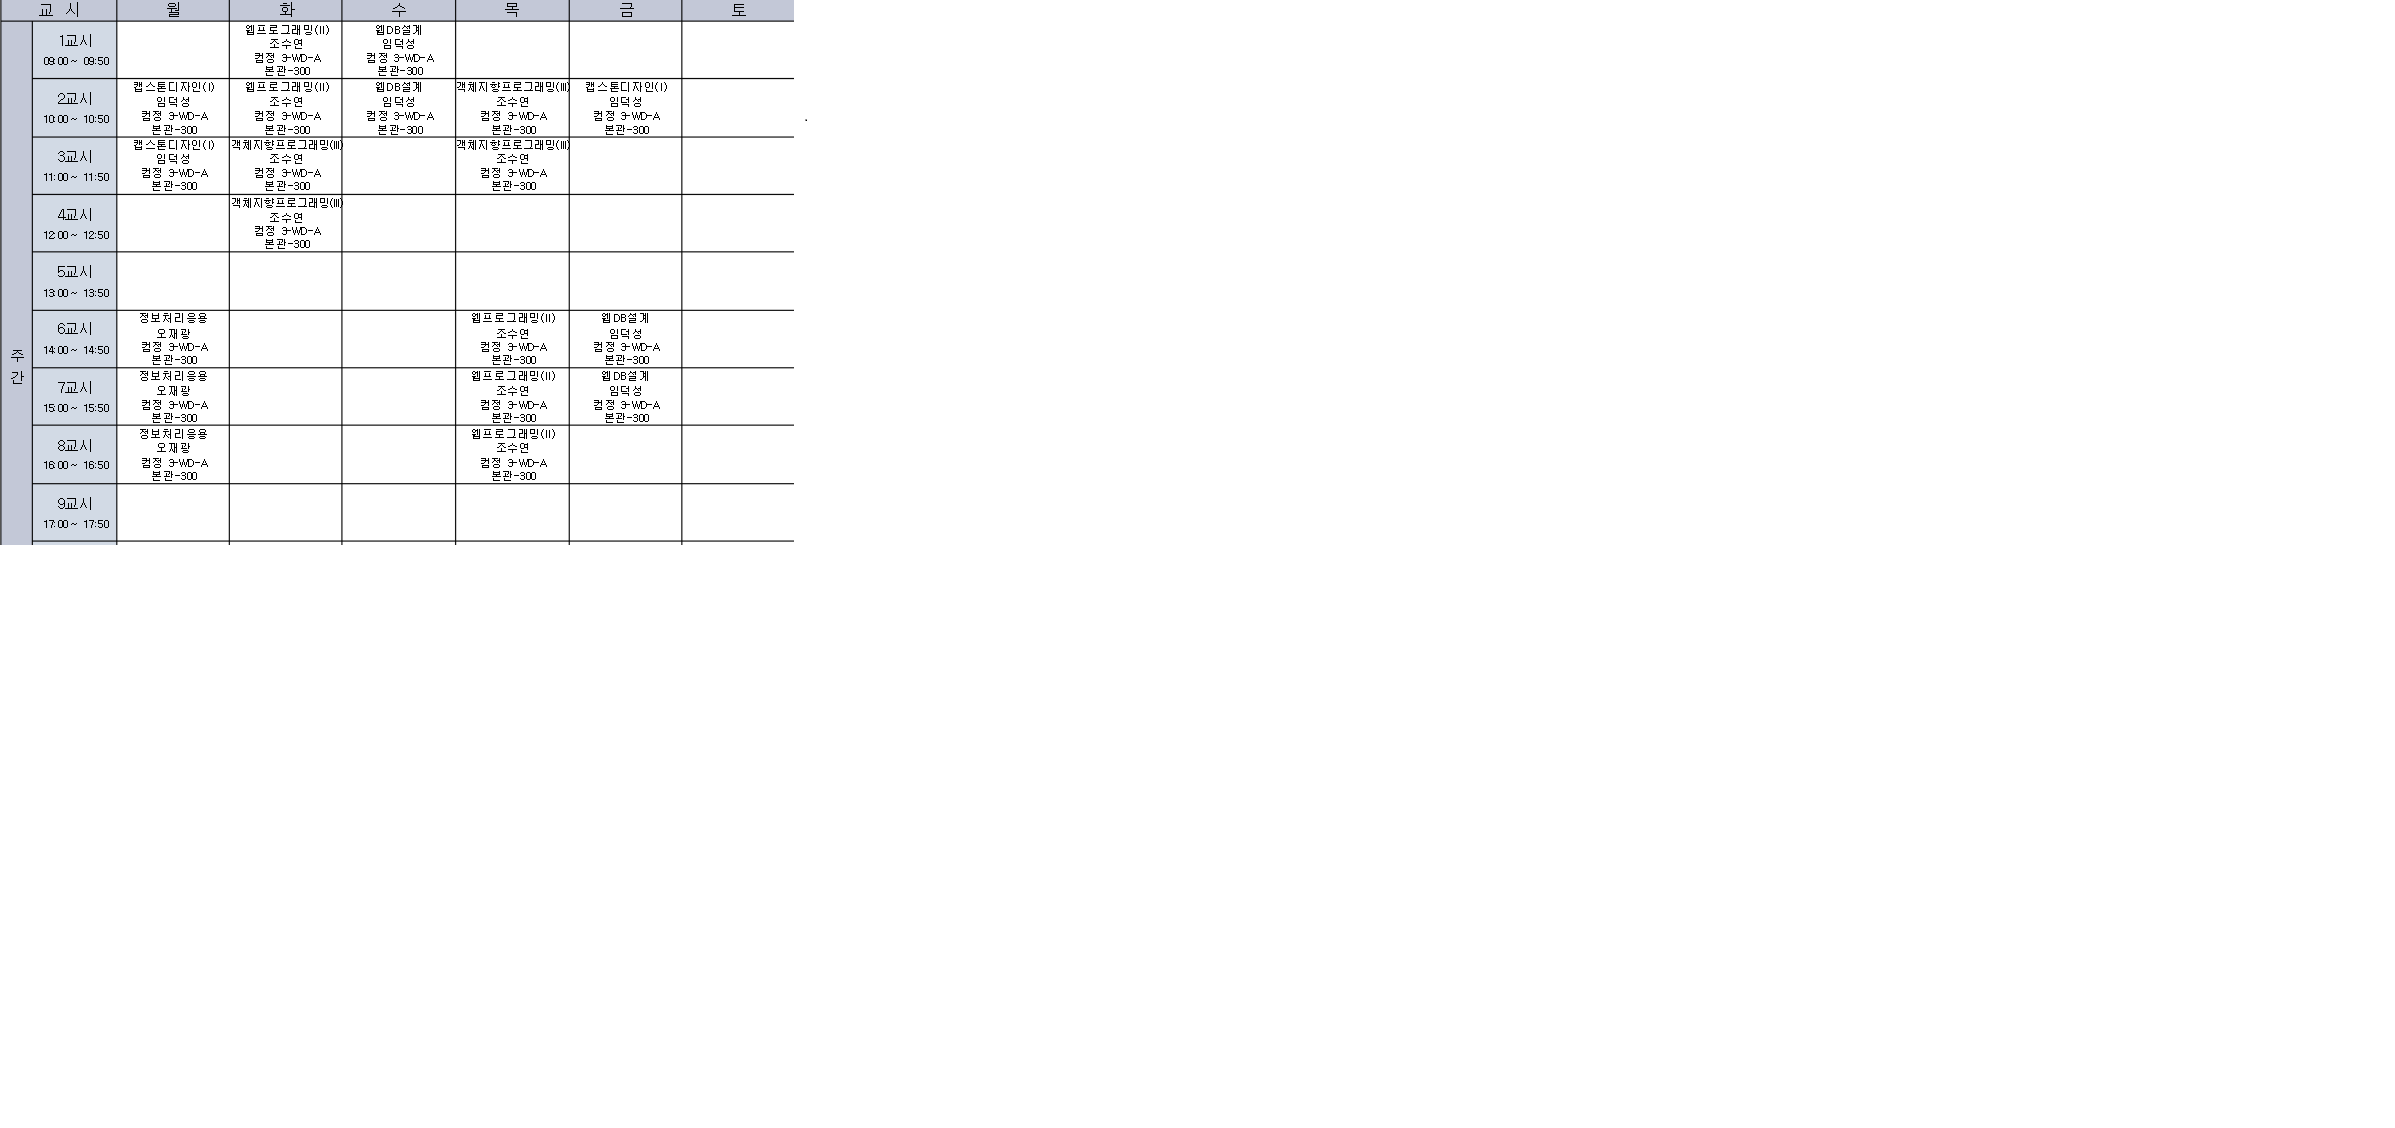 교 시 월 화 수 목 금 토
주
간
1교시
09:00 ~ 09:50
웹프로그래밍(II)
조수연
컴정 3-WD-A
본관-300
웹DB설계
임덕성
컴정 3-WD-A
본관-300
2교시
10:00 ~ 10:50
캡스톤디자인(I)
임덕성
컴정 3-WD-A
본관-300
웹프로그래밍(II)
조수연
컴정 3-WD-A
본관-300
웹DB설계
임덕성
컴정 3-WD-A
본관-300
객체지향프로그래밍(III)
조수연
컴정 3-WD-A
본관-300
캡스톤디자인(I)
임덕성
컴정 3-WD-A
본관-300
3교시
11:00 ~ 11:50
캡스톤디자인(I)
임덕성
컴정 3-WD-A
본관-300
객체지향프로그래밍(III)
조수연
컴정 3-WD-A
본관-300
객체지향프로그래밍(III)
조수연
컴정 3-WD-A
본관-300
4교시
12:00 ~ 12:50
객체지향프로그래밍(III)
조수연
컴정 3-WD-A
본관-300
5교시
13:00 ~ 13:50
6교시
14:00 ~ 14:50
정보처리응용
오재광
컴정 3-WD-A
본관-300
웹프로그래밍(II)
조수연
컴정 3-WD-A
본관-300
웹DB설계
임덕성
컴정 3-WD-A
본관-300
7교시
15:00 ~ 15:50
정보처리응용
오재광
컴정 3-WD-A
본관-300
웹프로그래밍(II)
조수연
컴정 3-WD-A
본관-300
웹DB설계
임덕성
컴정 3-WD-A
본관-300
8교시
16:00 ~ 16:50
정보처리응용
오재광
컴정 3-WD-A
본관-300
웹프로그래밍(II)
조수연
컴정 3-WD-A
본관-300
9교시
17:00 ~ 17:50